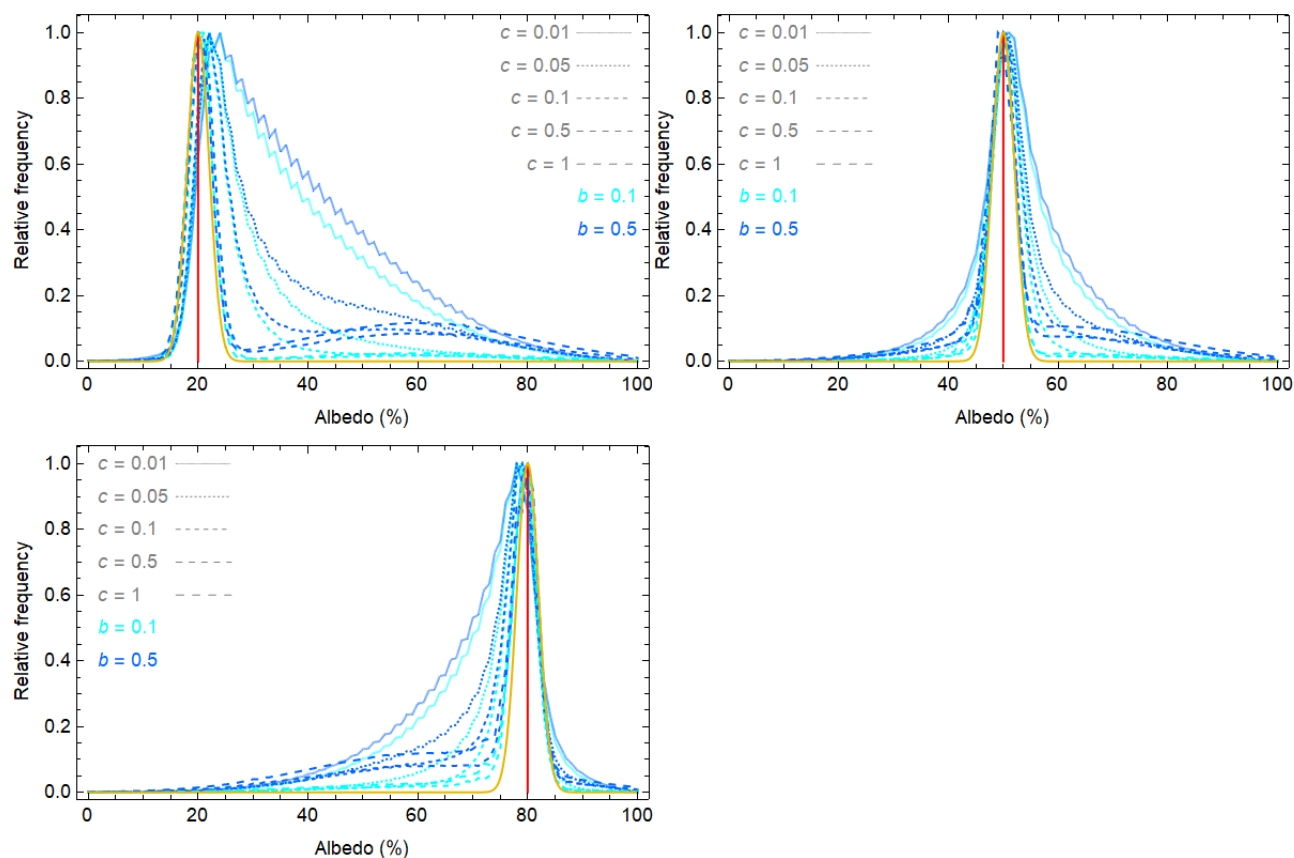 1.0
0.8
0.6
0.4
0.2
0.0
Relative frequency
c = 0.01
c = 0.05
c = 0.1
c = 0.5
c = 1
b = 0.1
b = 0.5
0 20 40 60 80 100
Albedo (%)
1.0
0.8
0.6
0.4
0.2
0.0
Relative frequency
c = 0.01
c = 0.05
c = 0.1
c = 0.5
c = 1
b = 0.1
b = 0.5
0 20 40 60 80 100
Albedo (%)
1.0
0.8
0.6
0.4
0.2
0.0
Relative frequency
c = 0.01
c = 0.05
c = 0.1
c = 0.5
c = 1
b = 0.1
b = 0.5
0 20 40 60 80 100
Albedo (%)